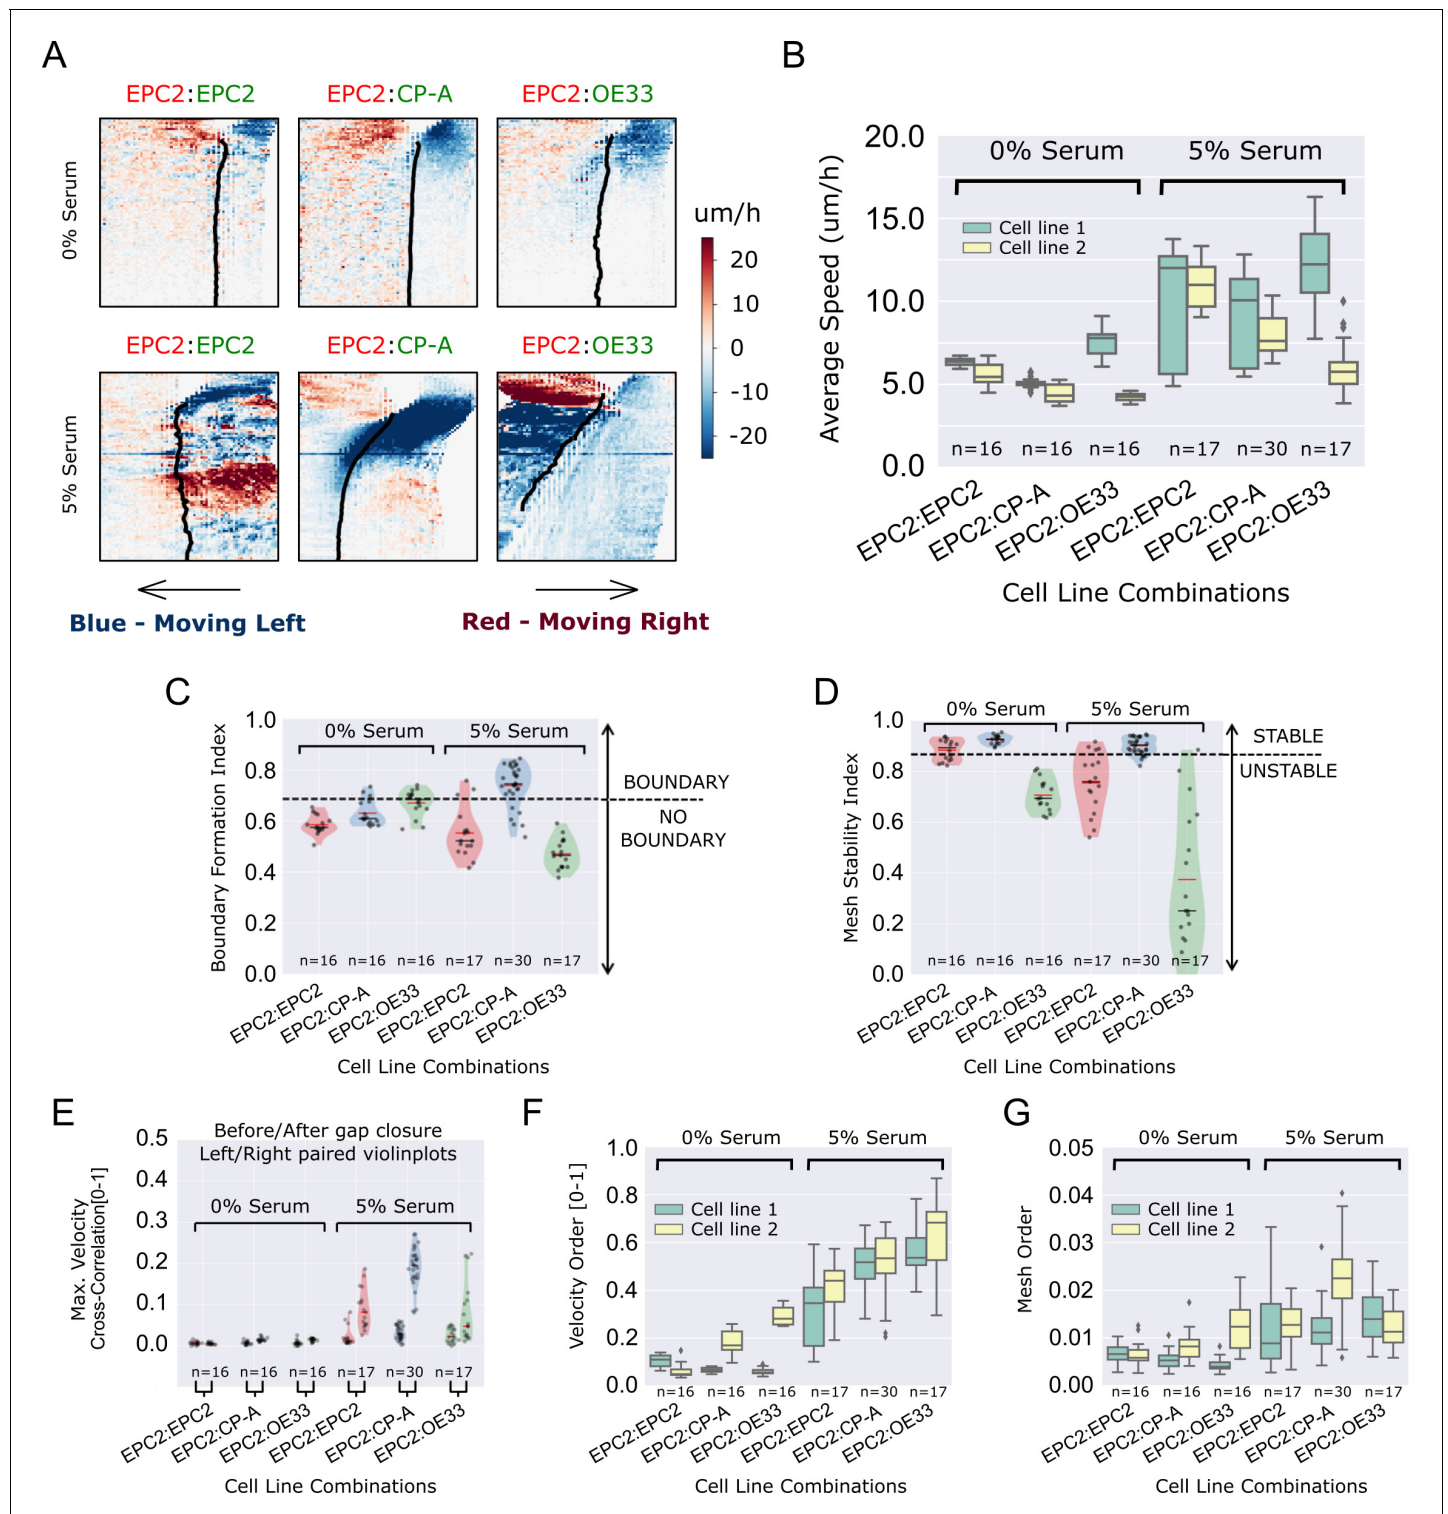 A
EPC2:EPC2
EPC2:CP-A
EPC2:OE33
0% Serum
EPC2:EPC2
EPC2:CP-A
EPC2:OE33
5% Serum
um/h
20
10
0
-10
-20
Blue - Moving Left
Red - Moving Right
B
Average Speed (um/h)
20.0
15.0
10.0
5.0
0.0
0% Serum
5% Serum
Cell line 1
Cell line 2
n=16
n=16
n=16
n=17
n=30
n=17
EPC2:EPC2
EPC2:CP-A
EPC2:OE33
EPC2:EPC2
EPC2:CP-A
EPC2:OE33
Cell Line Combinations
C
Boundary Formation Index
1.0
0.8
0.6
0.4
0.2
0.0
0% Serum
5% Serum
BOUNDARY
NO
BOUNDARY
n=16
n=16
n=16
n=17
n=30
n=17
EPC2:EPC2
EPC2:CP-A
EPC2:OE33
EPC2:EPC2
EPC2:CP-A
EPC2:OE33
Cell Line Combinations
D
Mesh Stability Index
1.0
0.8
0.6
0.4
0.2
0.0
0% Serum
5% Serum
STABLE
UNSTABLE
n=16
n=16
n=16
n=17
n=30
n=17
EPC2:EPC2
EPC2:CP-A
EPC2:OE33
EPC2:EPC2
EPC2:CP-A
EPC2:OE33
Cell Line Combinations
E
Max. Velocity
Cross-Correlation[0-1]
0.5
0.4
0.3
0.2
0.1
0.0
Before/After gap closure
Left/Right paired violinplots
0% Serum
5% Serum
n=16
n=16
n=16
n=17
n=30
n=17
EPC2:EPC2
EPC2:CP-A
EPC2:OE33
EPC2:EPC2
EPC2:CP-A
EPC2:OE33
Cell Line Combinations
F
Velocity Order [0-1]
1.0
0.8
0.6
0.4
0.2
0.0
0% Serum
5% Serum
Cell line 1
Cell line 2
n=16
n=16
n=16
n=17
n=30
n=17
EPC2:EPC2
EPC2:CP-A
EPC2:OE33
EPC2:EPC2
EPC2:CP-A
EPC2:OE33
Cell Line Combinations
G
Mesh Order
0.05
0.04
0.03
0.02
0.01
0.00
0% Serum
5% Serum
Cell line 1
Cell line 2
n=16
n=16
n=16
n=17
n=30
n=17
EPC2:EPC2
EPC2:CP-A
EPC2:OE33
EPC2:EPC2
EPC2:CP-A
EPC2:OE33
Cell Line Combinations